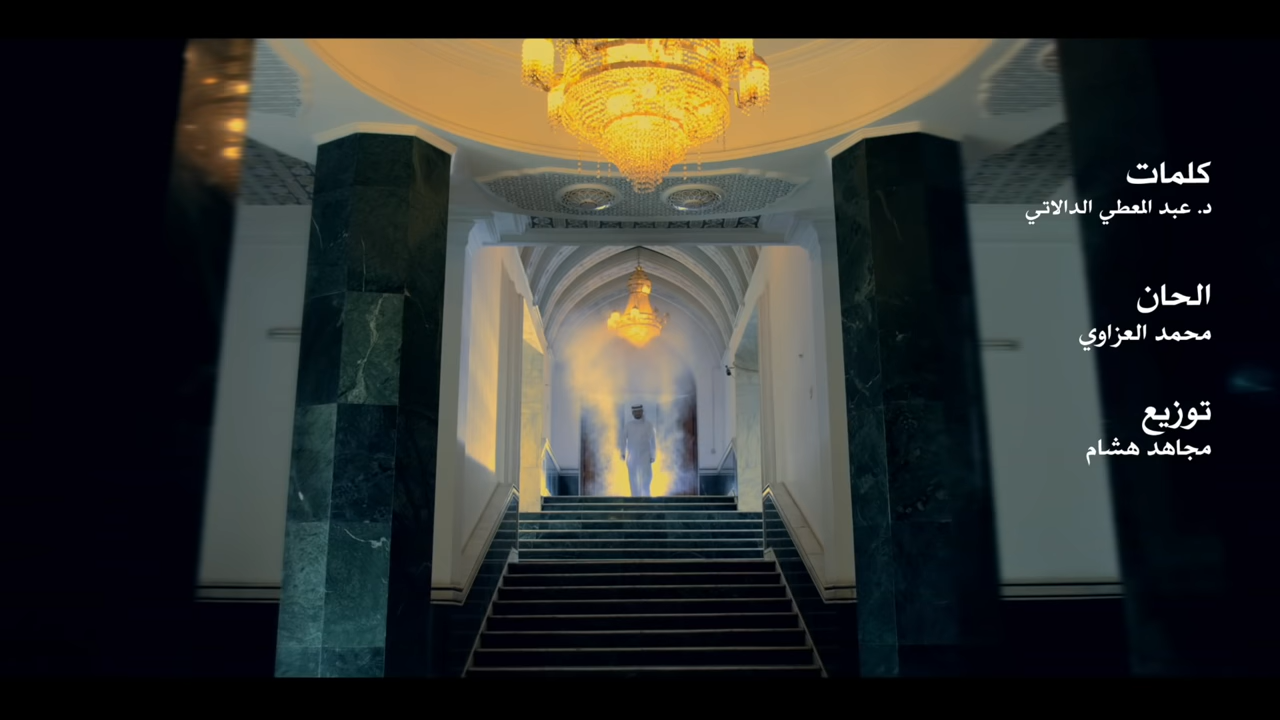 كلمات
د. عبد المعطي الدالاتي
الحان
محمد العزاوي
توزيع
مجاهد هشام